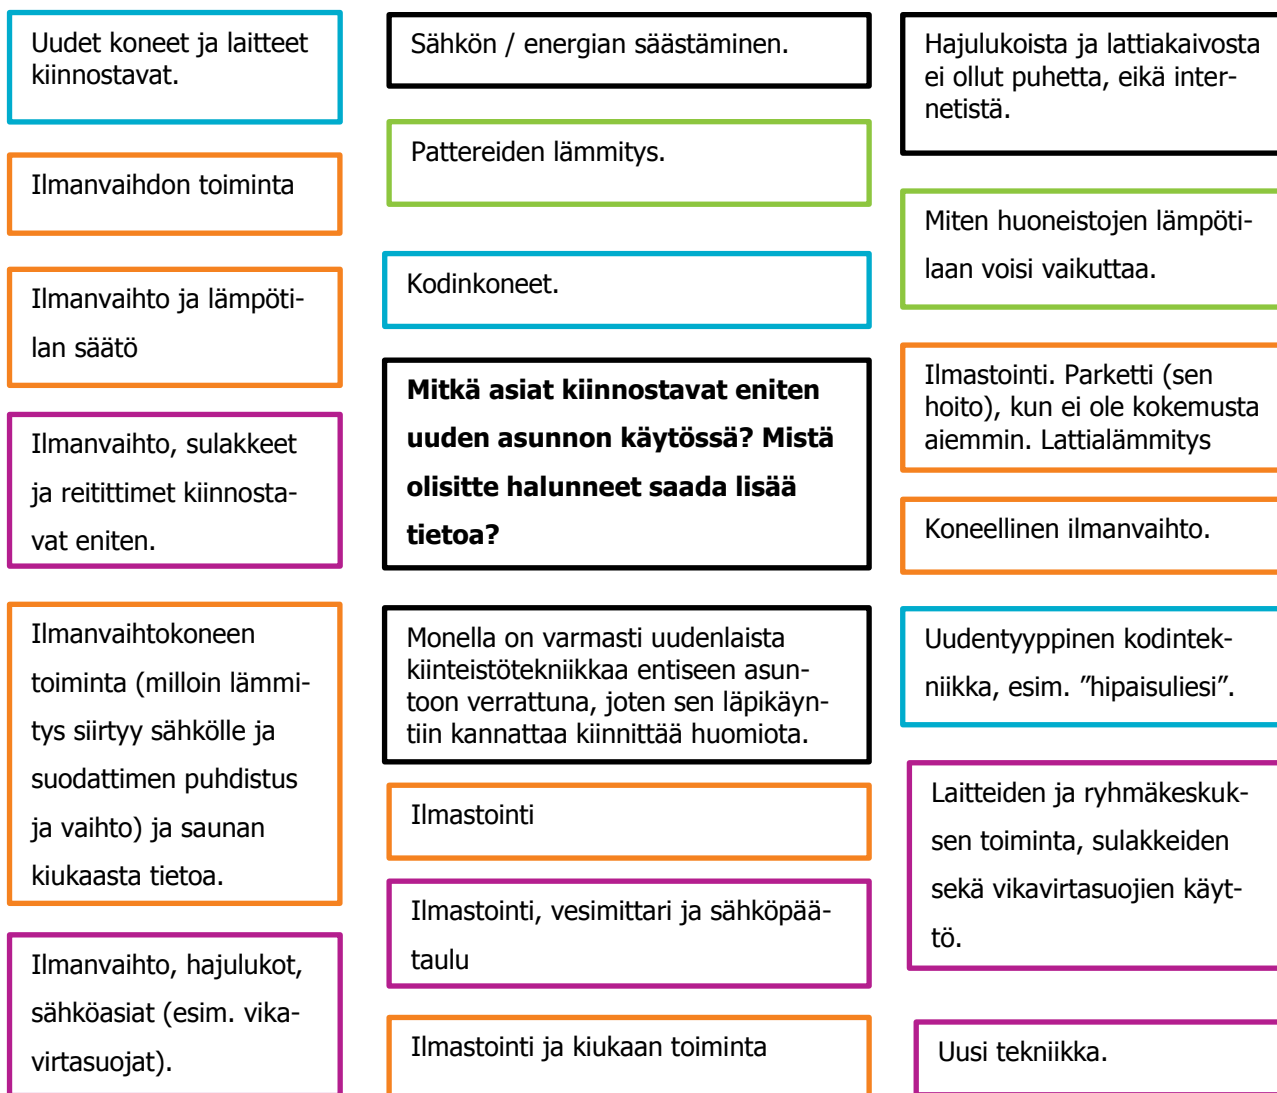 Uudet koneet ja laitteet
kiinnostavat.
Ilmanvaihdon toiminta
Ilmanvaihto ja lämpöti-
lan säätö
Ilmanvaihto, sulakkeet
ja reitittimet kiinnosta-
vat eniten.
Ilmanvaihtokoneen
toiminta (milloin lämmi-
tys siirtyy sähkölle ja
suodattimen puhdistus
ja vaihto) ja saunan
kiukaasta tietoa.
Ilmanvaihto, hajulukot,
sähköasiat (esim. vika-
virtasuojat).
Sähkön / energian säästäminen.
Pattereiden lämmitys.
Kodinkoneet.
Mitkä asiat kiinnostavat eniten
uuden asunnon käytössä? Mistä
olisitte halunneet saada lisää
tietoa?
Monella on varmasti uudenlaista
kiinteistötekniikkaa entiseen asun-
toon verrattuna, joten sen läpikäyn-
tiin kannattaa kiinnittää huomiota.
Ilmastointi
Ilmastointi, vesimittari ja sähköpää-
taulu
Ilmastointi ja kiukaan toiminta
Hajulukoista ja lattiakaivosta
ei ollut puhetta, eikä inter-
netistä.
Miten huoneistojen lämpöti-
laan voisi vaikuttaa.
Ilmastointi. Parketti (sen
hoito), kun ei ole kokemusta
aiemmin. Lattialämmitys
Koneellinen ilmanvaihto.
Uudentyyppinen kodintek-
niikka, esim. ”hipaisuliesi”.
Laitteiden ja ryhmäkeskuk-
sen toiminta, sulakkeiden
sekä vikavirtasuojien käyt-
tö.
Uusi tekniikka.